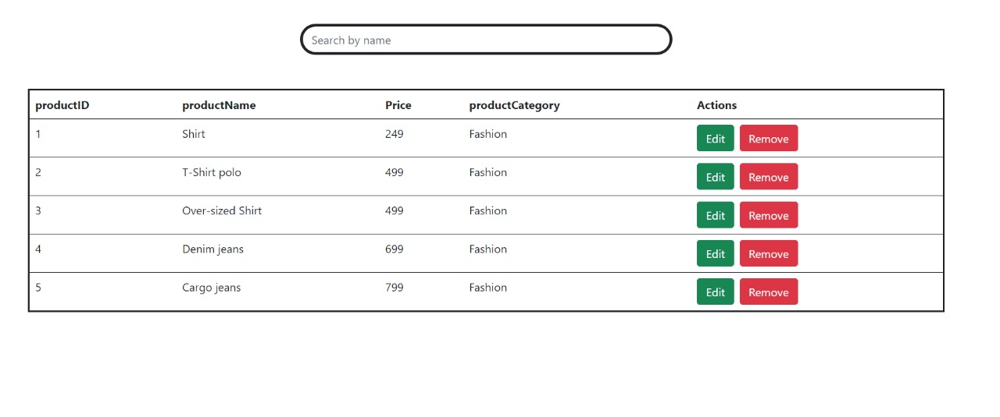 Search by name
productID productName Price productCategory Actions
1 Shirt 249 Fashion Edit Remove
2 T-Shirt polo 499 Fashion Edit Remove
3 Over-sized Shirt 499 Fashion Edit Remove
4 Denim jeans 699 Fashion Edit Remove
5 Cargo jeans 799 Fashion Edit Remove